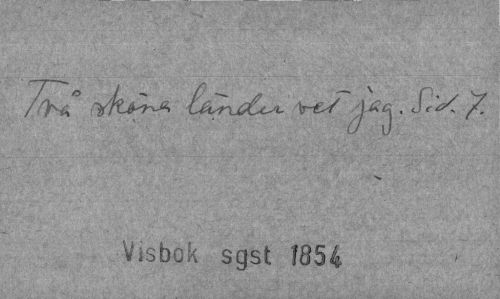 Två sköna länder vet jag. Sid. 7.
Visbok sgst 1854